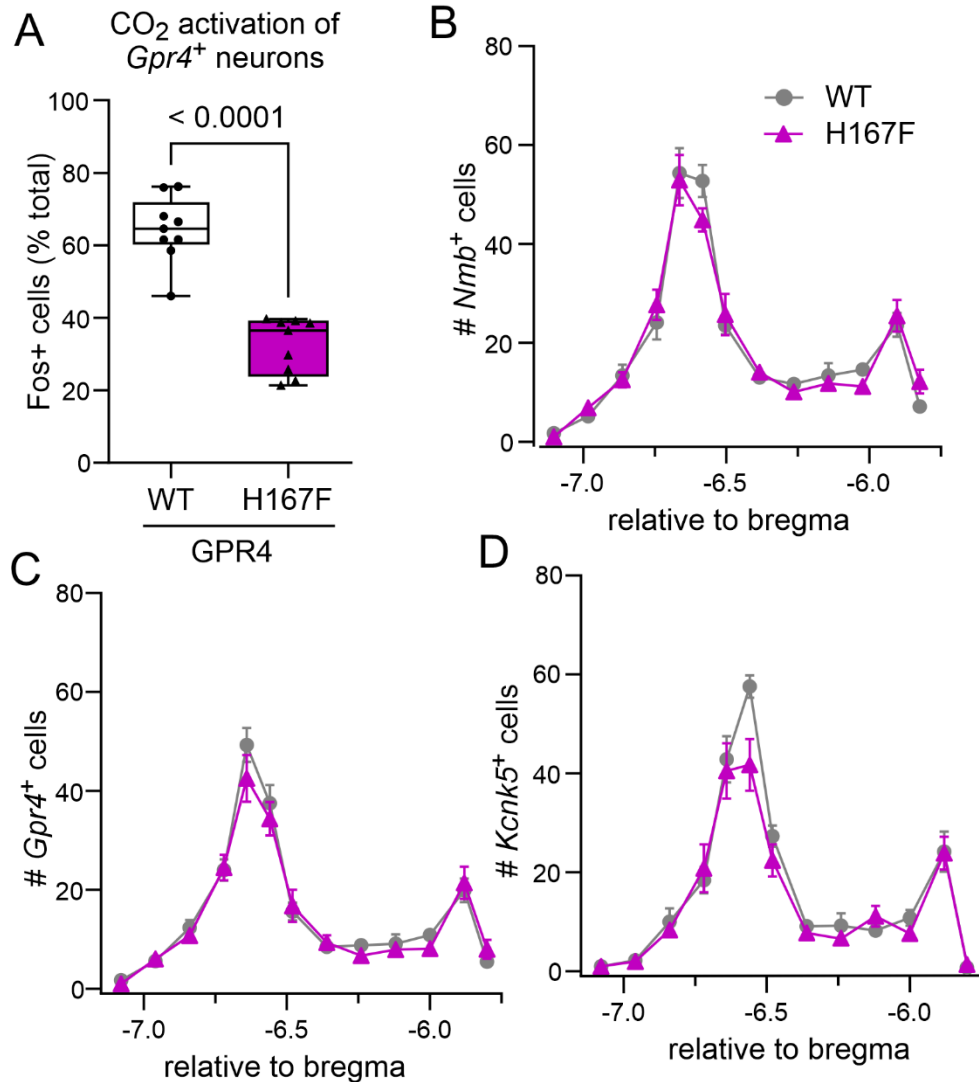 A
CO₂ activation of
Gpr4⁺ neurons
< 0.0001
Fos+ cells (% total)
100
80
60
40
20
0
WT H167F
GPR4
B
# Nmb⁺ cells
80
60
40
20
0
WT
H167F
-7.0 -6.5 -6.0
relative to bregma
C
# Gpr4⁺ cells
80
60
40
20
0
-7.0 -6.5 -6.0
relative to bregma
D
# Kcnk5⁺ cells
80
60
40
20
0
-7.0 -6.5 -6.0
relative to bregma